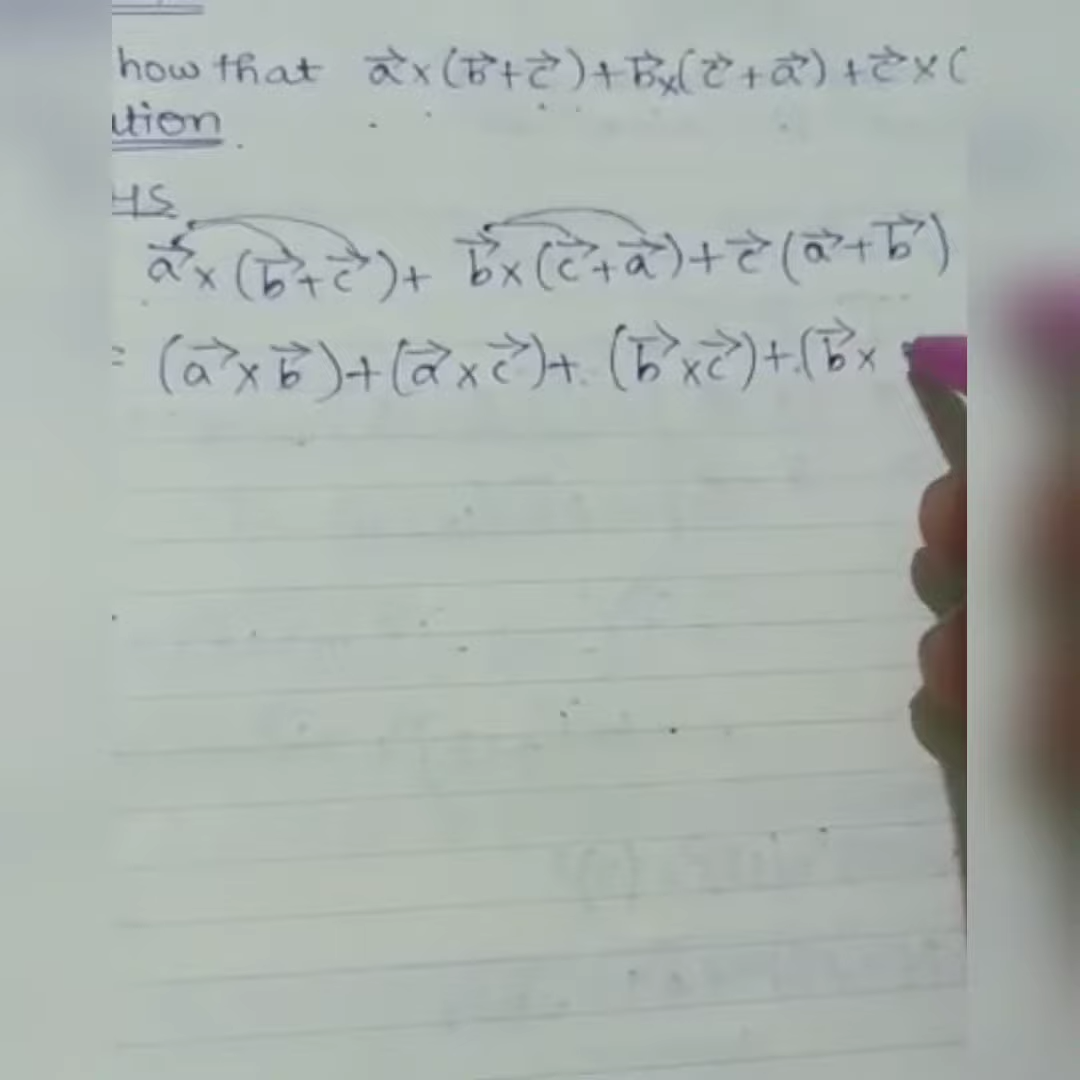 how that a⃗ × (b⃗ + c⃗) + b⃗ × (c⃗ + a⃗) + c⃗ × (
ution
HS
a⃗ × (b⃗ + c⃗) + b⃗ × (c⃗ + a⃗) + c⃗ (a⃗ + b⃗)
= (a⃗ × b⃗) + (a⃗ × c⃗) + (b⃗ × c⃗) + (b⃗ ×